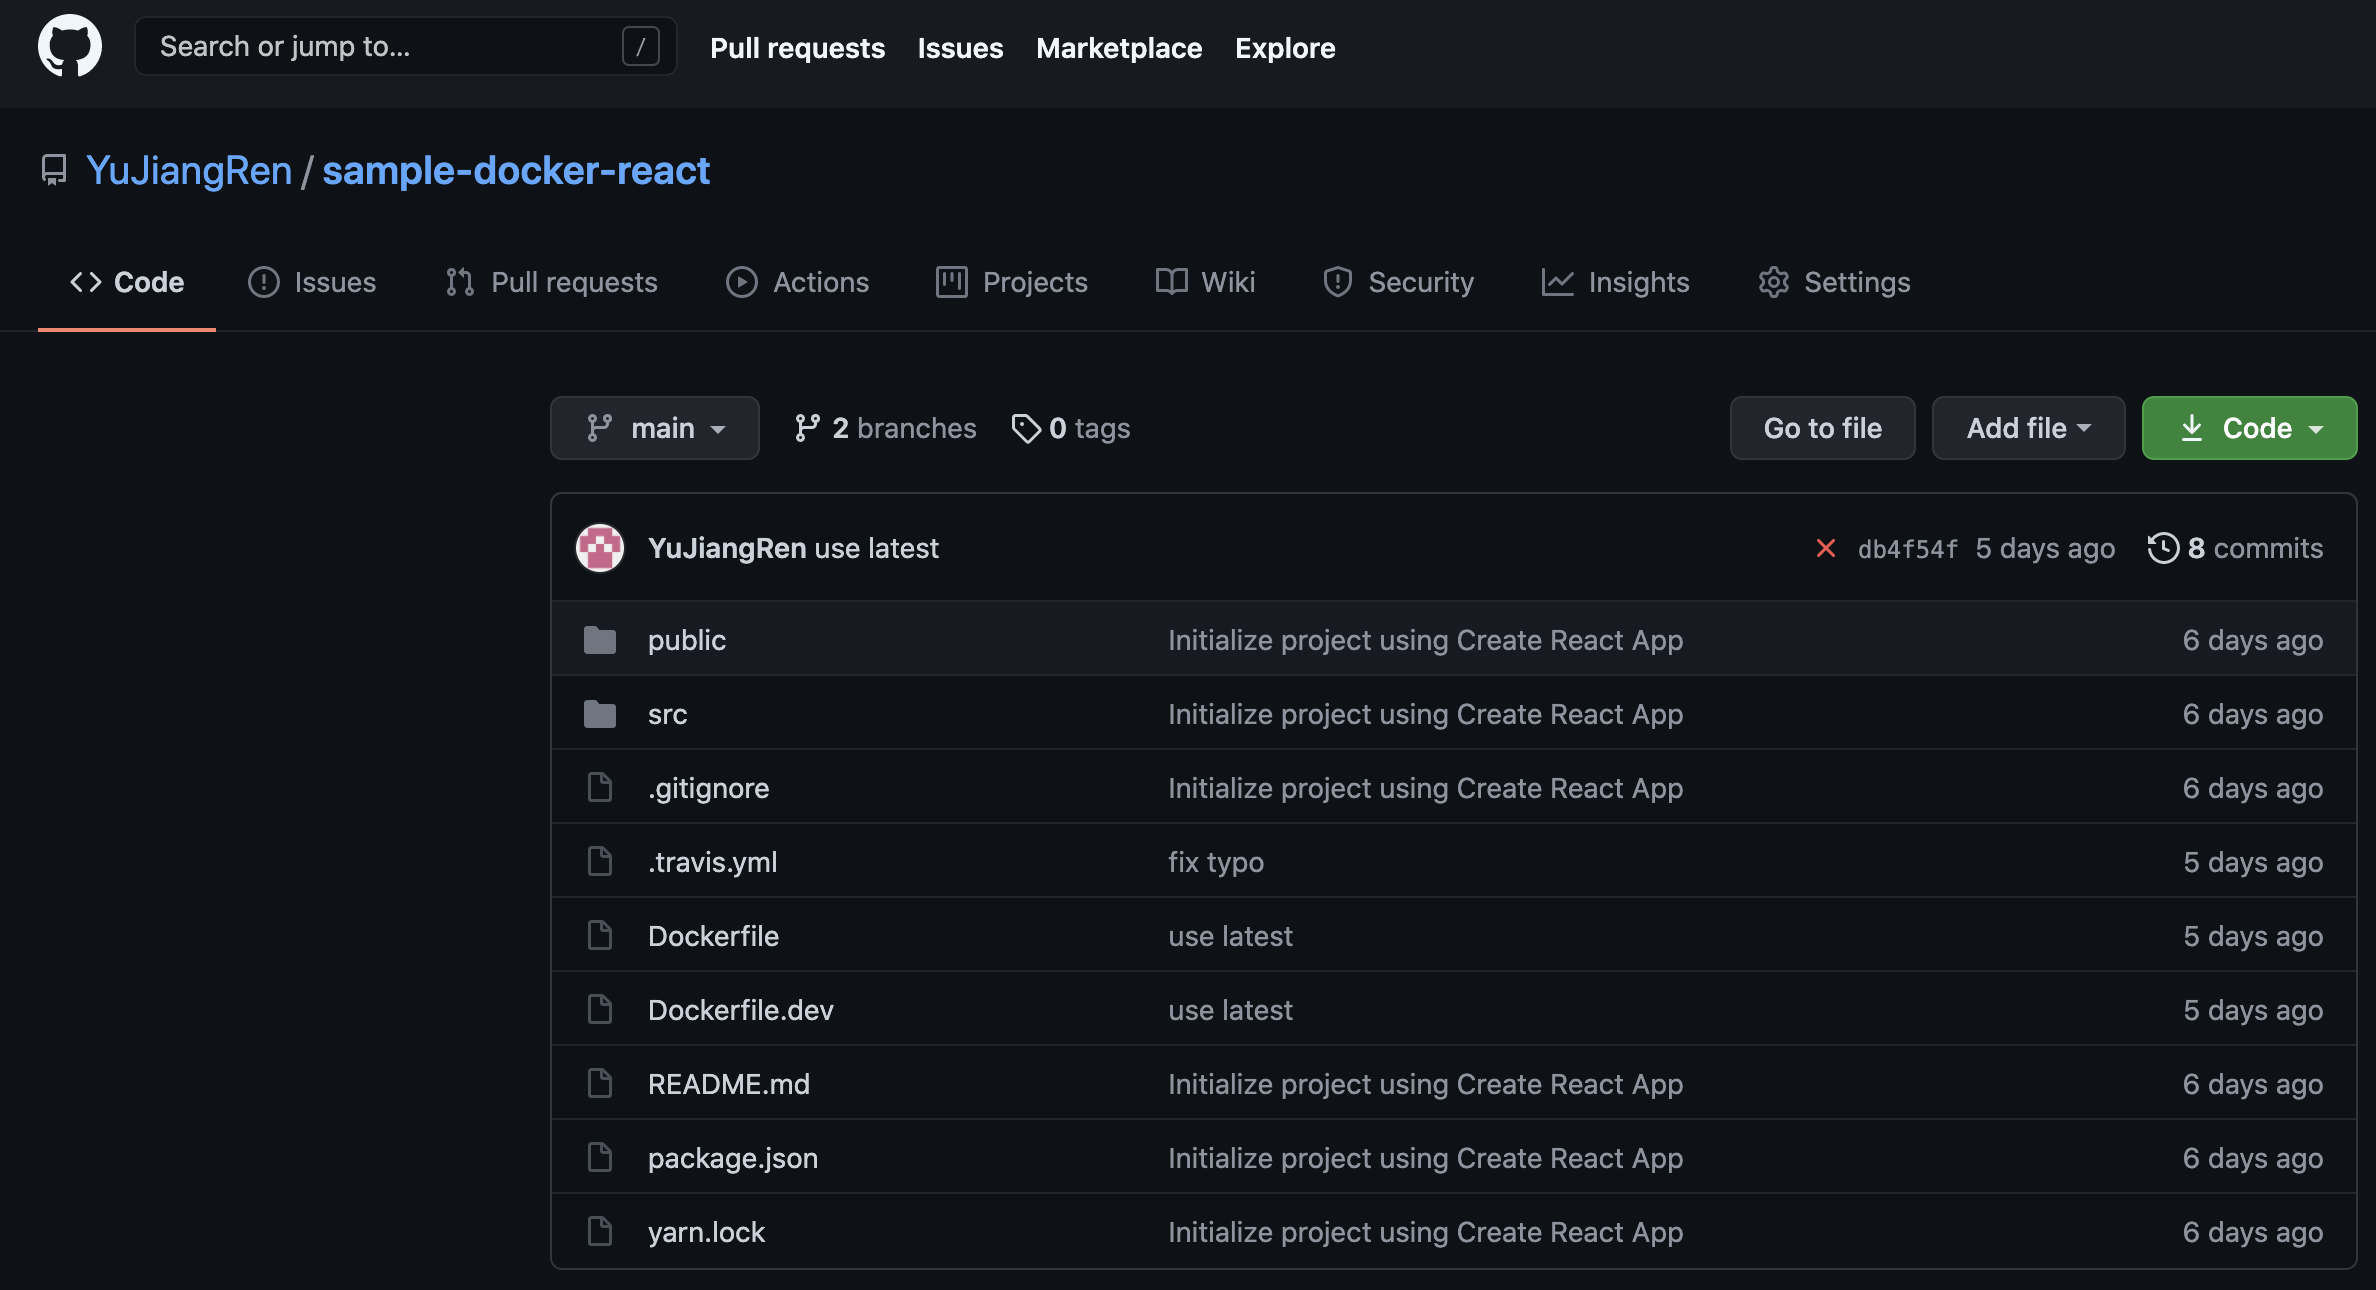 Search or jump to... / Pull requests Issues Marketplace Explore
YuJiangRen / sample-docker-react
Code Issues Pull requests Actions Projects Wiki Security Insights Settings
main 2 branches 0 tags Go to file Add file Code
YuJiangRen use latest db4f54f 5 days ago 8 commits
public Initialize project using Create React App 6 days ago
src Initialize project using Create React App 6 days ago
.gitignore Initialize project using Create React App 6 days ago
.travis.yml fix typo 5 days ago
Dockerfile use latest 5 days ago
Dockerfile.dev use latest 5 days ago
README.md Initialize project using Create React App 6 days ago
package.json Initialize project using Create React App 6 days ago
yarn.lock Initialize project using Create React App 6 days ago